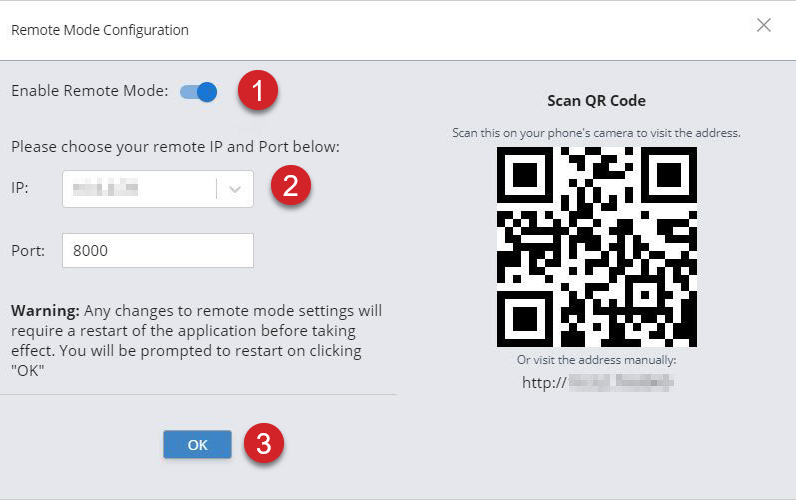 Remote Mode Configuration
Enable Remote Mode:
1
Please choose your remote IP and Port below:
IP:
2
Port: 8000
Warning: Any changes to remote mode settings will
require a restart of the application before taking
effect. You will be prompted to restart on clicking
"OK"
OK
3
Scan QR Code
Scan this on your phone's camera to visit the address.
Or visit the address manually:
http://